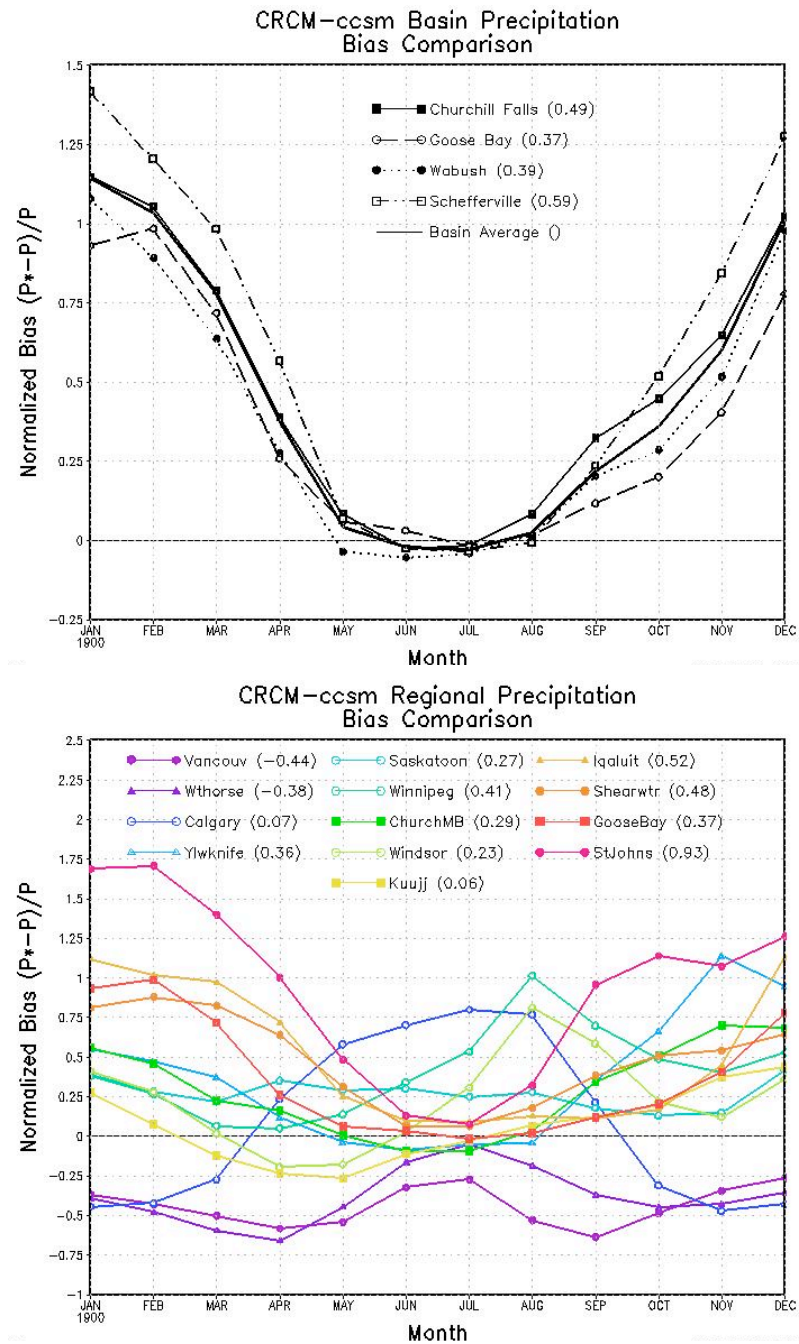 CRCM-ccsm Basin Precipitation
Bias Comparison
1.5
1.25
1
0.75
0.5
0.25
0
-0.25
Normalized Bias (P*-P)/P
Churchill Falls (0.49)
Goose Bay (0.37)
Wabush (0.39)
Schefferville (0.59)
Basin Average ()
JAN FEB MAR APR MAY JUN JUL AUG SEP OCT NOV DEC
1900
Month
CRCM-ccsm Regional Precipitation
Bias Comparison
2.5
2.25
2
1.75
1.5
1.25
1
0.75
0.5
0.25
0
-0.25
-0.5
-0.75
-1
Normalized Bias (P*-P)/P
Vancouv (-0.44) Saskatoon (0.27) Iqaluit (0.52)
Wthorse (-0.38) Winnipeg (0.41) Shearwtr (0.48)
Calgary (0.07) ChurchMB (0.29) GooseBay (0.37)
Ylwknife (0.36) Windsor (0.23) StJohns (0.93)
Kuujj (0.06)
JAN FEB MAR APR MAY JUN JUL AUG SEP OCT NOV DEC
1900
Month